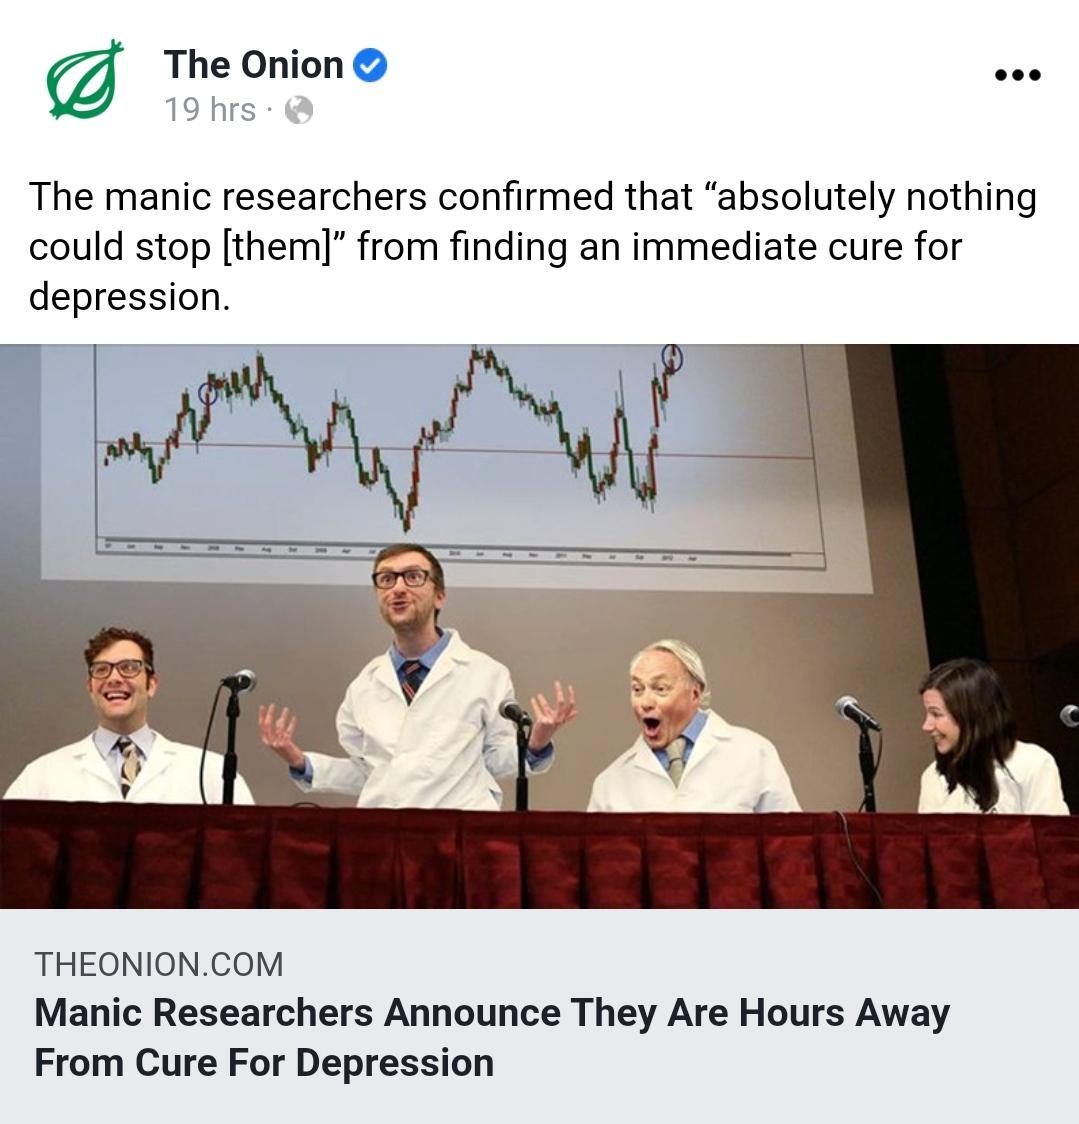 The Onion
19 hrs ·
The manic researchers confirmed that “absolutely nothing
could stop [them]” from finding an immediate cure for
depression.
THEONION.COM
Manic Researchers Announce They Are Hours Away
From Cure For Depression